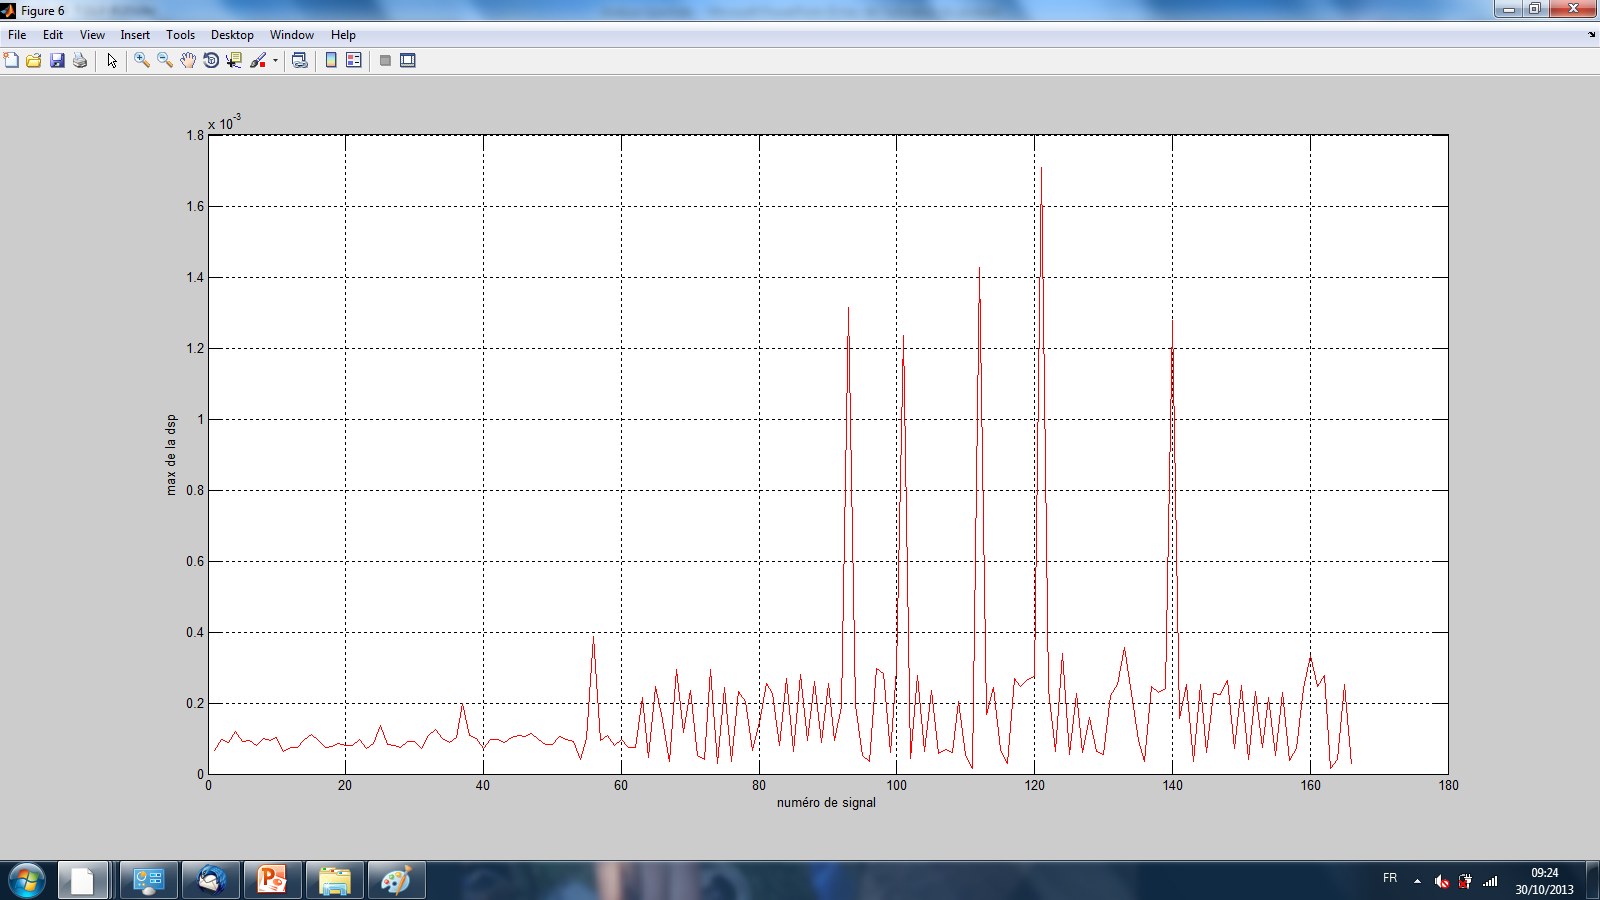 Figure 6
File Edit View Insert Tools Desktop Window Help
x 10-3
1.8
1.6
1.4
1.2
1
0.8
0.6
0.4
0.2
0
max de la dsp
0 20 40 60 80 100 120 140 160 180
numéro de signal
FR
09:24
30/10/2013